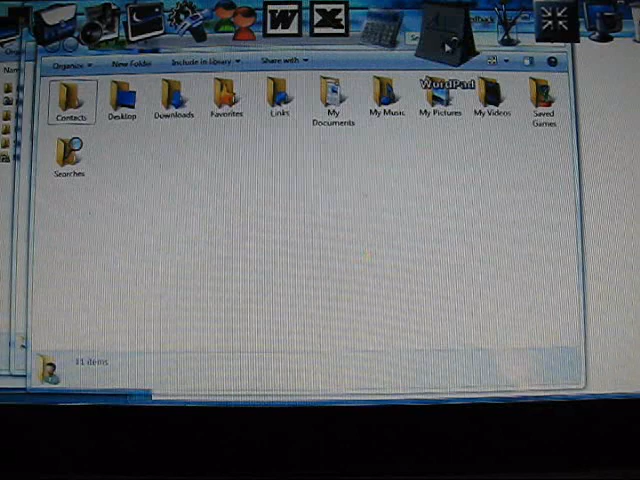 W X
Organize New Folder Include in library Share with
WordPad
Contacts Desktop Downloads Favorites Links My Documents My Music My Pictures My Videos Saved Games
Searches
11 items